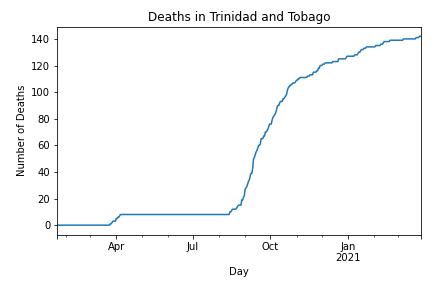 Deaths in Trinidad and Tobago
Number of Deaths
140
120
100
80
60
40
20
0
Apr
Jul
Oct
Jan
2021
Day